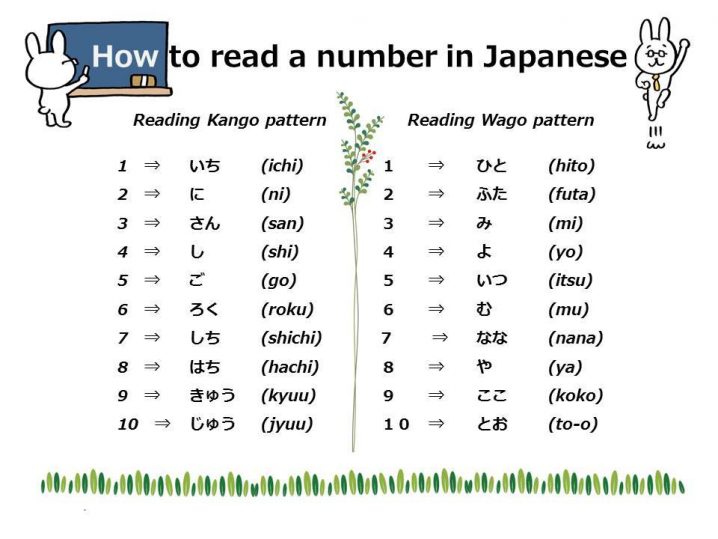 How to read a number in Japanese
Reading Kango pattern
1 ⇒ いち (ichi)
2 ⇒ に (ni)
3 ⇒ さん (san)
4 ⇒ し (shi)
5 ⇒ ご (go)
6 ⇒ ろく (roku)
7 ⇒ しち (shichi)
8 ⇒ はち (hachi)
9 ⇒ きゅう (kyuu)
10 ⇒ じゅう (jyuu)
Reading Wago pattern
1 ⇒ ひと (hito)
2 ⇒ ふた (futa)
3 ⇒ み (mi)
4 ⇒ よ (yo)
5 ⇒ いつ (itsu)
6 ⇒ む (mu)
7 ⇒ なな (nana)
8 ⇒ や (ya)
9 ⇒ ここ (koko)
10 ⇒ とお (to-o)